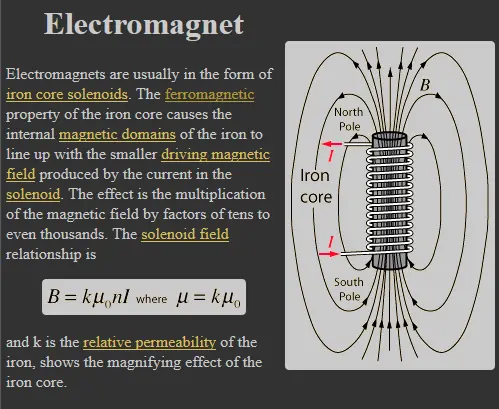 Electromagnet
Electromagnets are usually in the form of
iron core solenoids. The ferromagnetic
property of the iron core causes the
internal magnetic domains of the iron to
line up with the smaller driving magnetic
field produced by the current in the
solenoid. The effect is the multiplication
of the magnetic field by factors of tens to
even thousands. The solenoid field
relationship is
B = kμ₀nI where μ = kμ₀
and k is the relative permeability of the
iron, shows the magnifying effect of the
iron core.
B
North
Pole
I
Iron
core
I
South
Pole